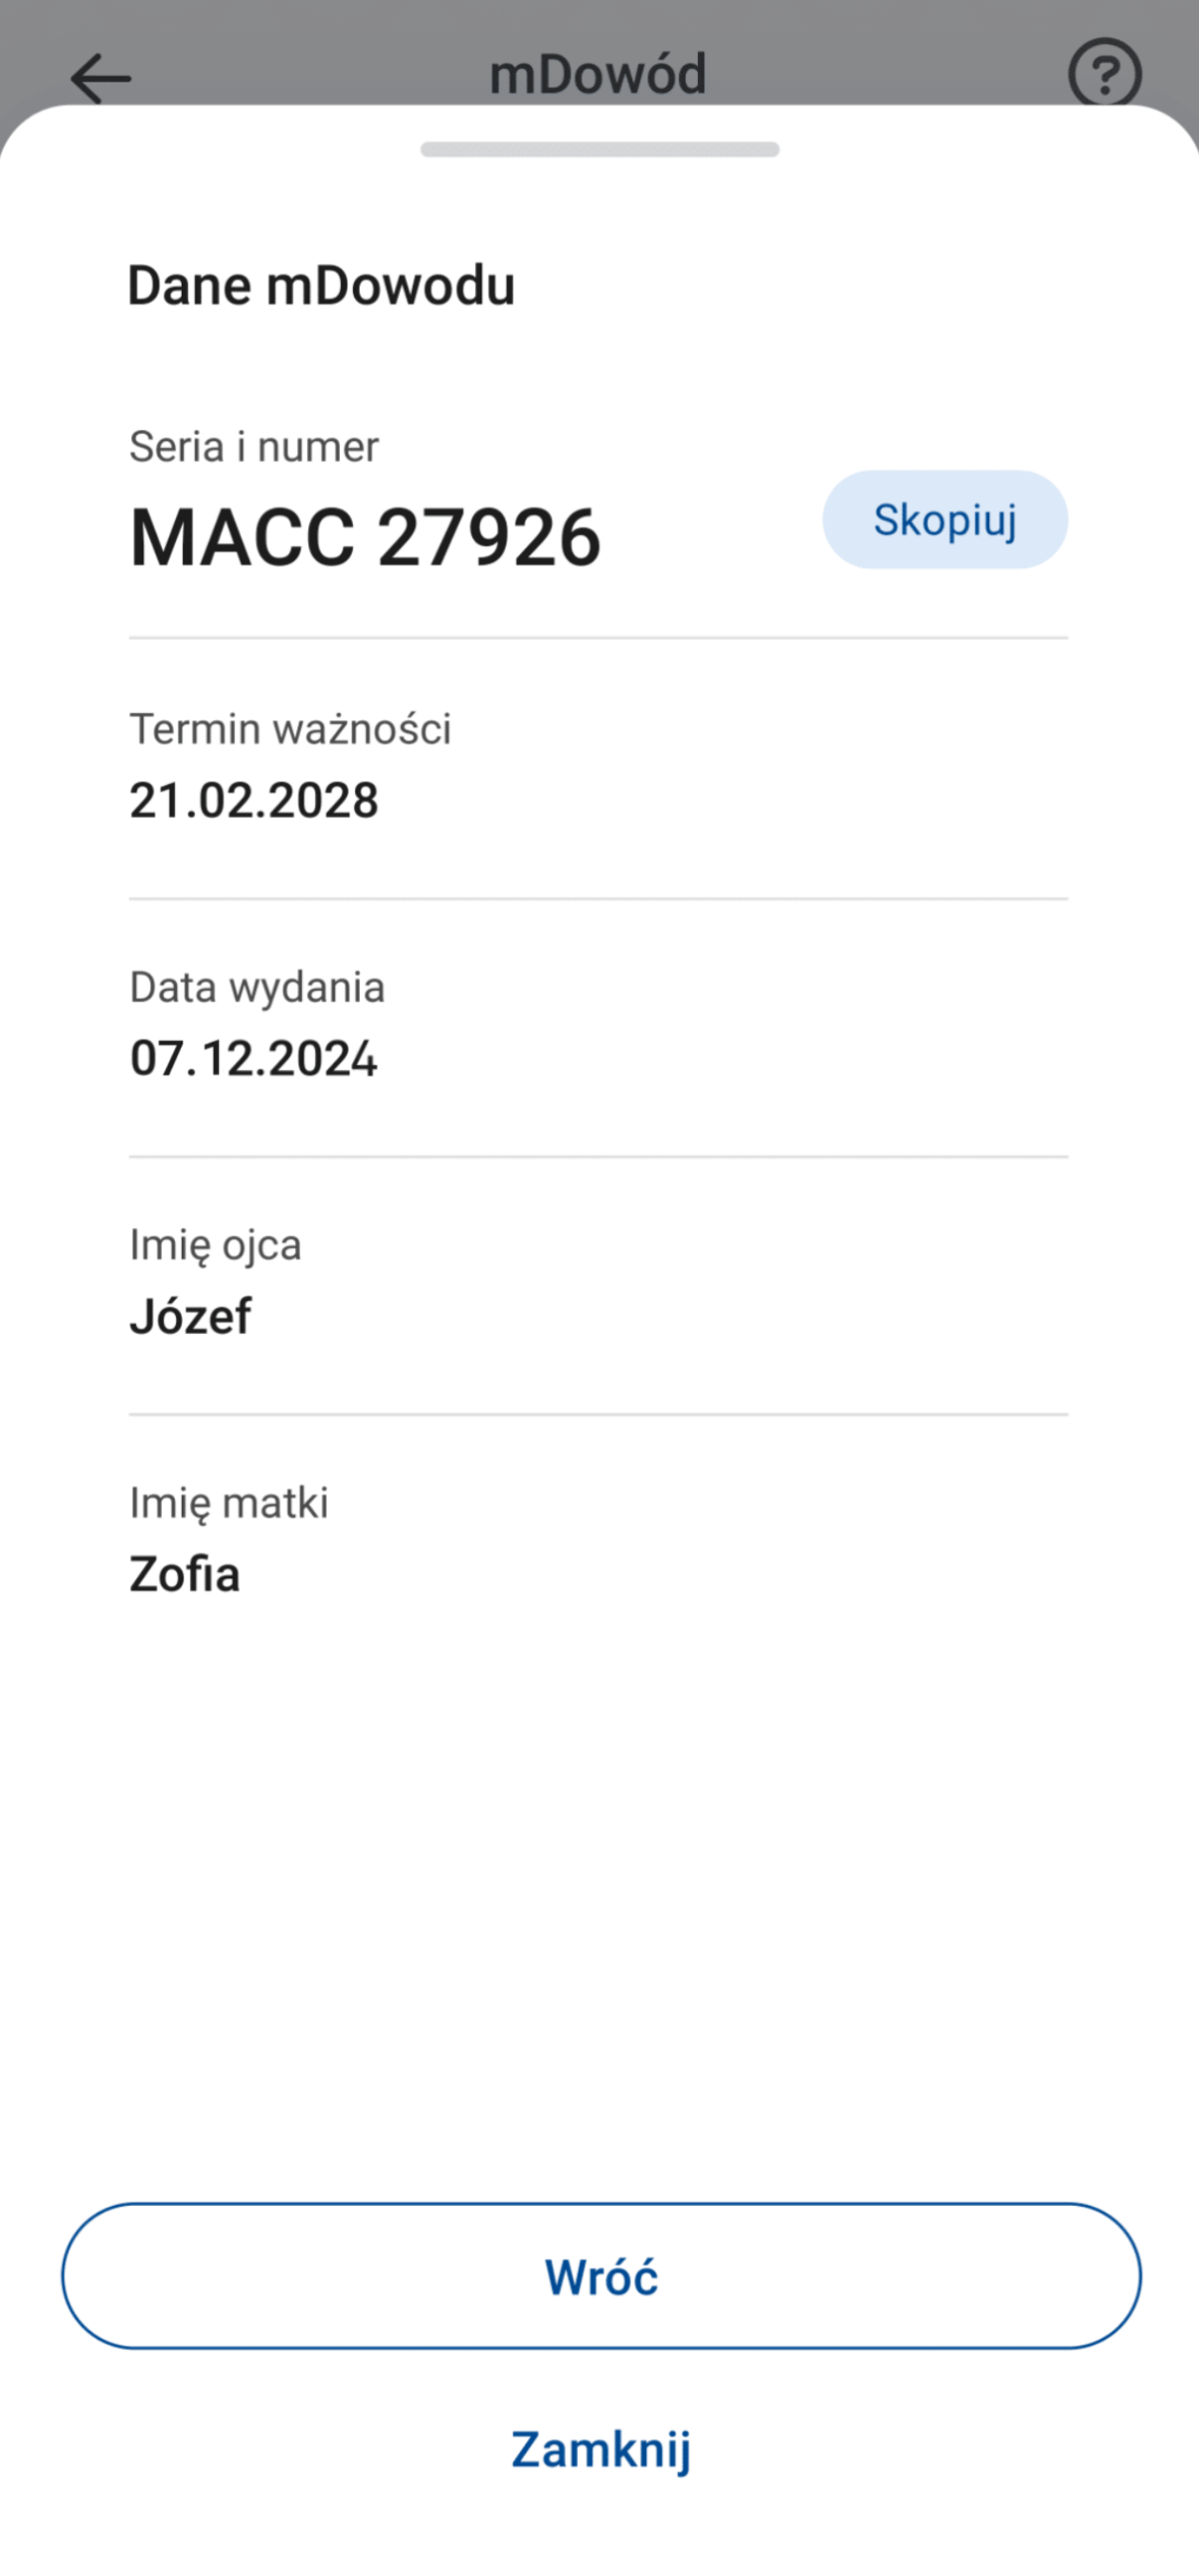 mDowód
Dane mDowodu
Seria i numer
MACC 27926
Skopiuj
Termin ważności
21.02.2028
Data wydania
07.12.2024
Imię ojca
Józef
Imię matki
Zofia
Wróć
Zamknij